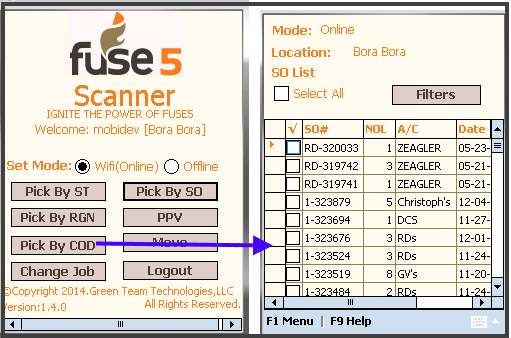 fuse 5
Scanner
IGNITE THE POWER OF FUSE5
Welcome: mobidev [Bora Bora]
Set Mode: Wifi(Online) Offline
Pick By ST Pick By SO
Pick By RGN PPV
Pick By COD Move
Change Job Logout
©Copyright 2014.Green Team Technologies,LLC
Version:1.4.0 All Rights Reserved.
Mode: Online
Location: Bora Bora
SO List
Select All Filters
√ SO# NOL A/C Date
RD-320033 1 ZEAGLER 05-23-
RD-319742 3 ZEAGLER 05-21-
RD-319741 1 ZEAGLER 05-21-
1-323879 5 Christoph's 12-04-
1-323694 1 DCS 11-27-
1-323676 3 RDs 12-01-
1-323524 3 RDs 11-24-
1-323519 8 GV's 11-20-
1-323484 2 RDs 11-24-
F1 Menu | F9 Help